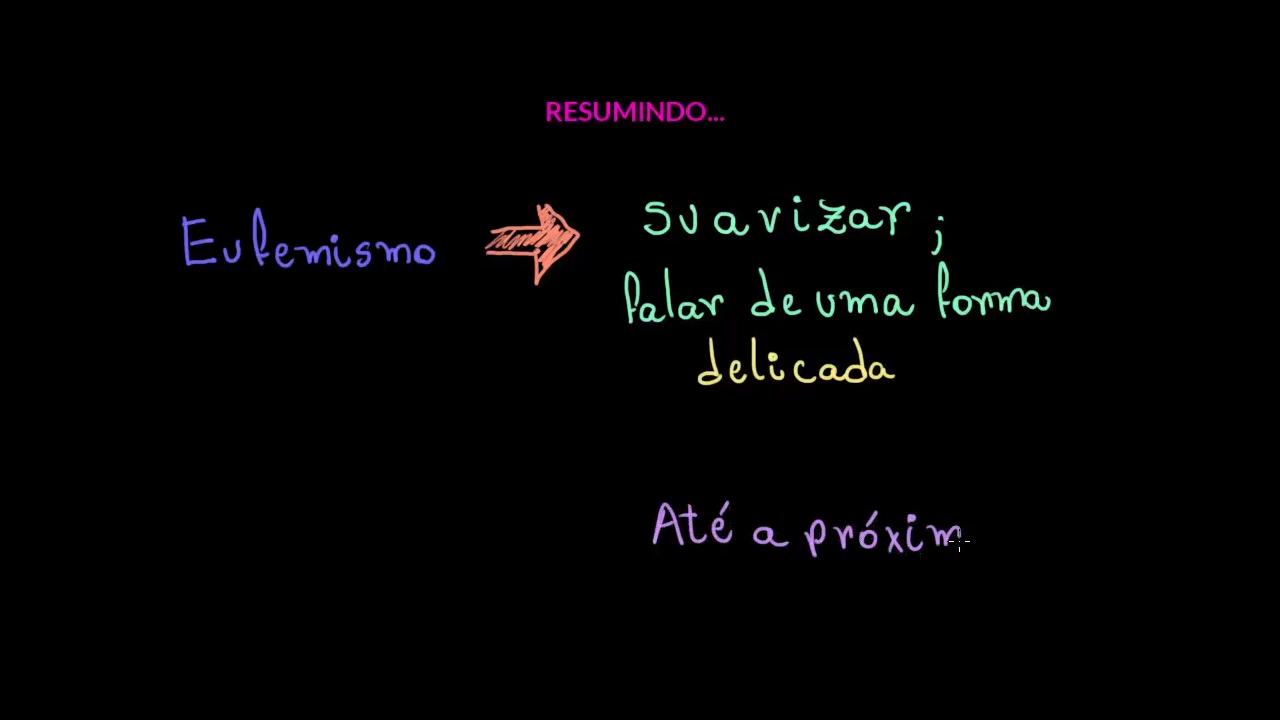 RESUMINDO...
Eufemismo
suavizar;
falar de uma forma
delicada
Até a próxim